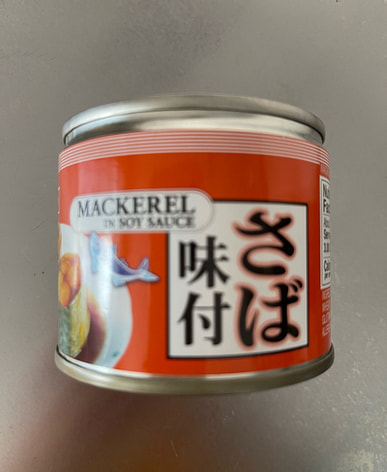 MACKEREL
IN SOY SAUCE
さば
味付